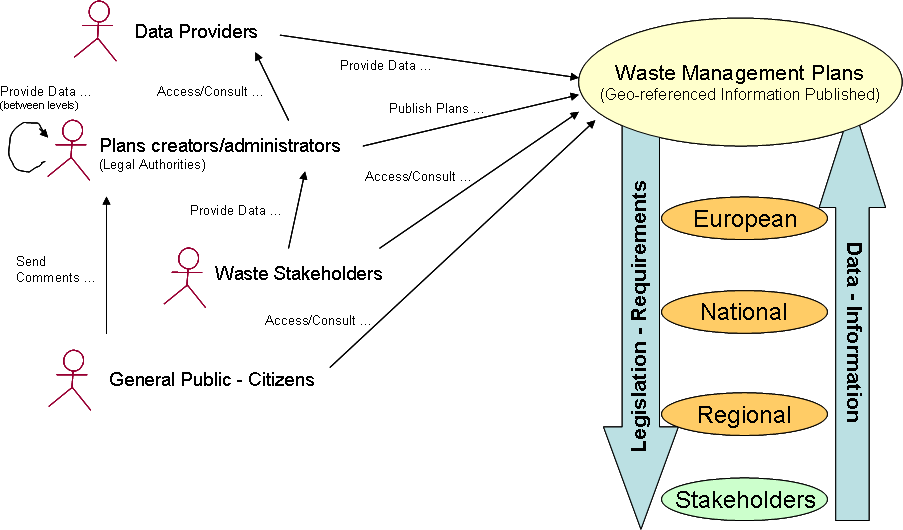 Data Providers
Provide Data ...
Waste Management Plans
(Geo-referenced Information Published)
Provide Data ...
(between levels)
Access/Consult ...
Publish Plans ...
Plans creators/administrators
(Legal Authorities)
Access/Consult ...
Provide Data ...
Send
Comments ...
Waste Stakeholders
Access/Consult ...
General Public - Citizens
Legislation - Requirements
European
National
Regional
Stakeholders
Data - Information